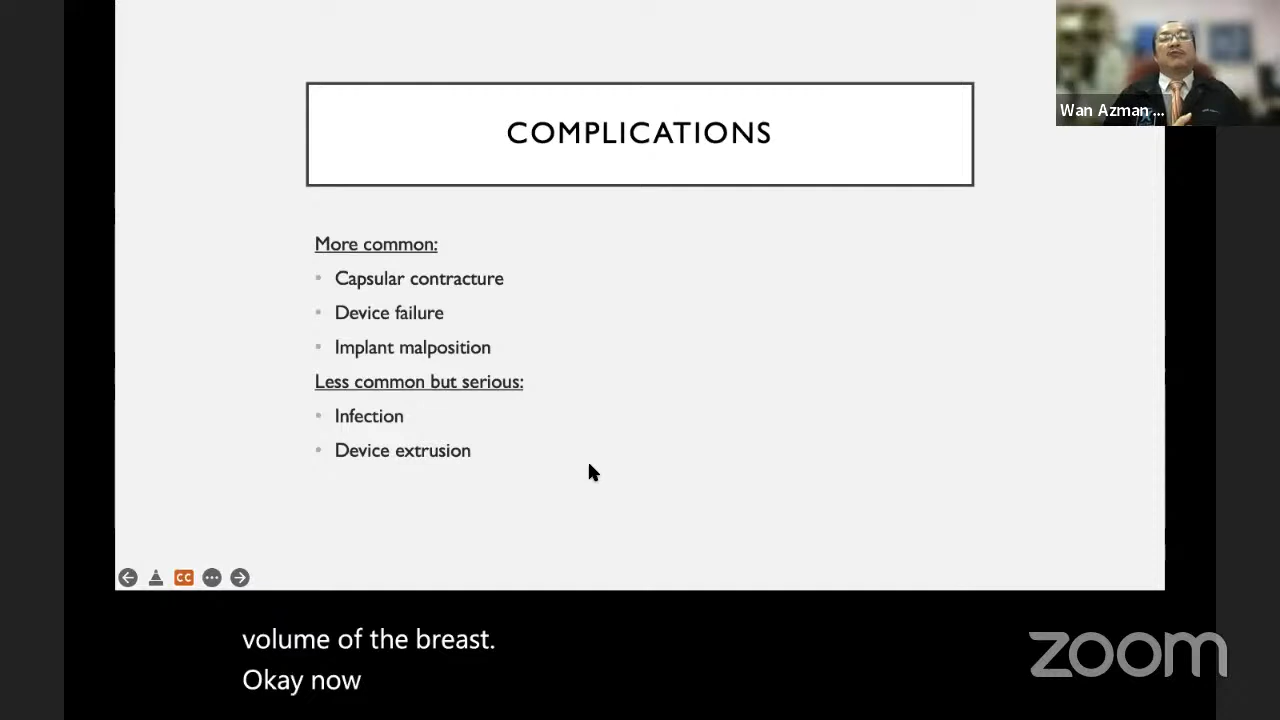 COMPLICATIONS
Wan Azman ...
More common:
• Capsular contracture
• Device failure
• Implant malposition
Less common but serious:
• Infection
• Device extrusion
CC
volume of the breast.
Okay now
zoom